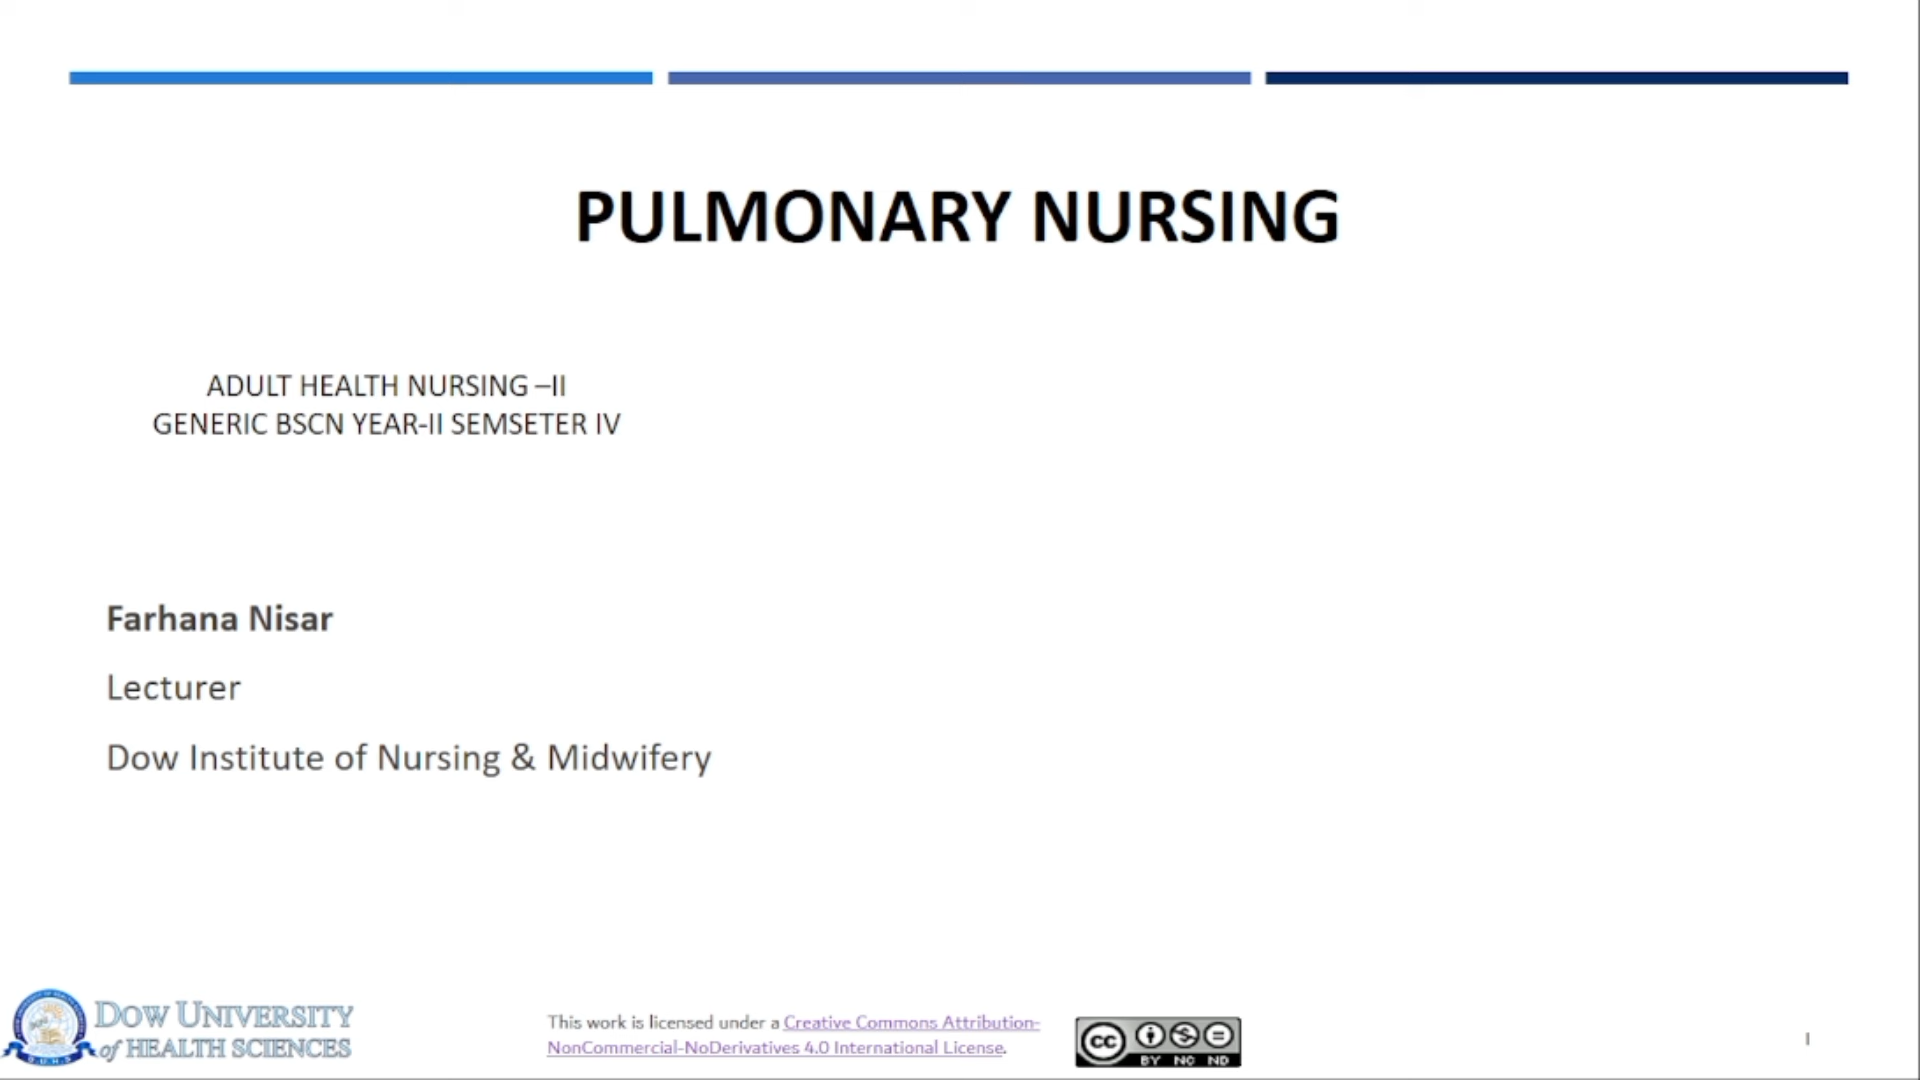 PULMONARY NURSING
ADULT HEALTH NURSING –II
GENERIC BSCN YEAR-II SEMSETER IV
Farhana Nisar
Lecturer
Dow Institute of Nursing & Midwifery
DOW UNIVERSITY
of HEALTH SCIENCES
This work is licensed under a Creative Commons Attribution-
NonCommercial-NoDerivatives 4.0 International License.
CC
BY NC ND
1